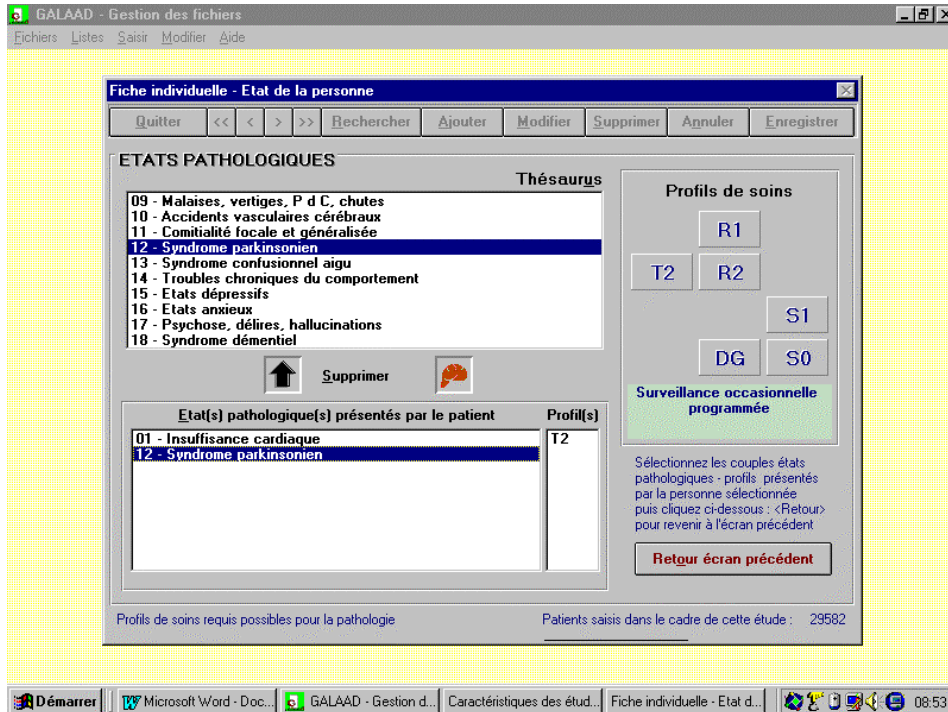 GALAAD - Gestion des fichiers
Fichiers Listes Saisir Modifier Aide
Fiche individuelle - Etat de la personne
Quitter << < > >> Rechercher Ajouter Modifier Supprimer Annuler Enregistrer
ETATS PATHOLOGIQUES
Thésaurus
09 - Malaises, vertiges, P d C, chutes
10 - Accidents vasculaires cérébraux
11 - Comitialité focale et généralisée
12 - Syndrome parkinsonien
13 - Syndrome confusionnel aigu
14 - Troubles chroniques du comportement
15 - Etats dépressifs
16 - Etats anxieux
17 - Psychose, délires, hallucinations
18 - Syndrome démentiel
Supprimer
Etat(s) pathologique(s) présentés par le patient Profil(s)
01 - Insuffisance cardiaque T2
12 - Syndrome parkinsonien
Profils de soins
R1
T2 R2
S1
DG S0
Surveillance occasionnelle
programmée
Sélectionnez les couples états
pathologiques - profils présentés
par la personne sélectionnée
puis cliquez ci-dessous : <Retour>
pour revenir à l'écran précédent
Retour écran précédent
Profils de soins requis possibles pour la pathologie Patients saisis dans le cadre de cette étude : 29582
Démarrer Microsoft Word - Doc... GALAAD - Gestion d... Caractéristiques des étud... Fiche individuelle - Etat d... 08:53